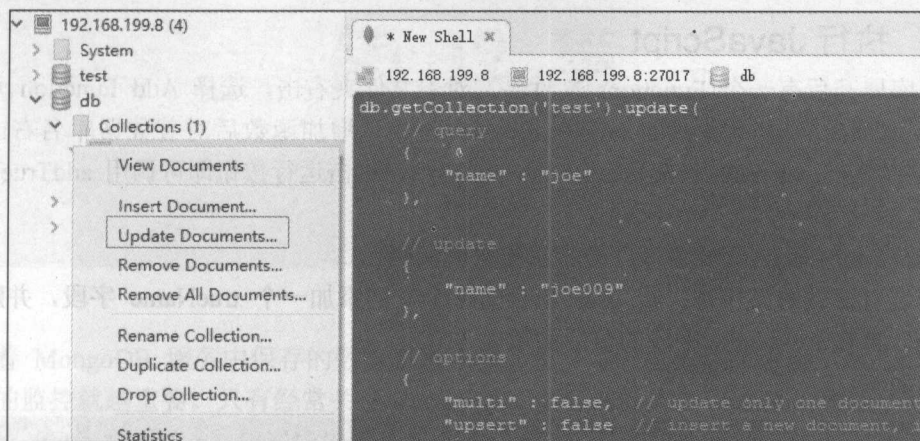 192.168.199.8 (4)
System
test
db
Collections (1)
View Documents
Insert Document...
Update Documents...
Remove Documents...
Remove All Documents...
Rename Collection...
Duplicate Collection...
Drop Collection...
Statistics
* New Shell ×
192.168.199.8 192.168.199.8:27017 db
db.getCollection('test').update(
// query
{
"name" : "joe"
},
// update
{
"name" : "joe009"
},
// options
{
"multi" : false, // update only one document
"upsert" : false // insert a new document,